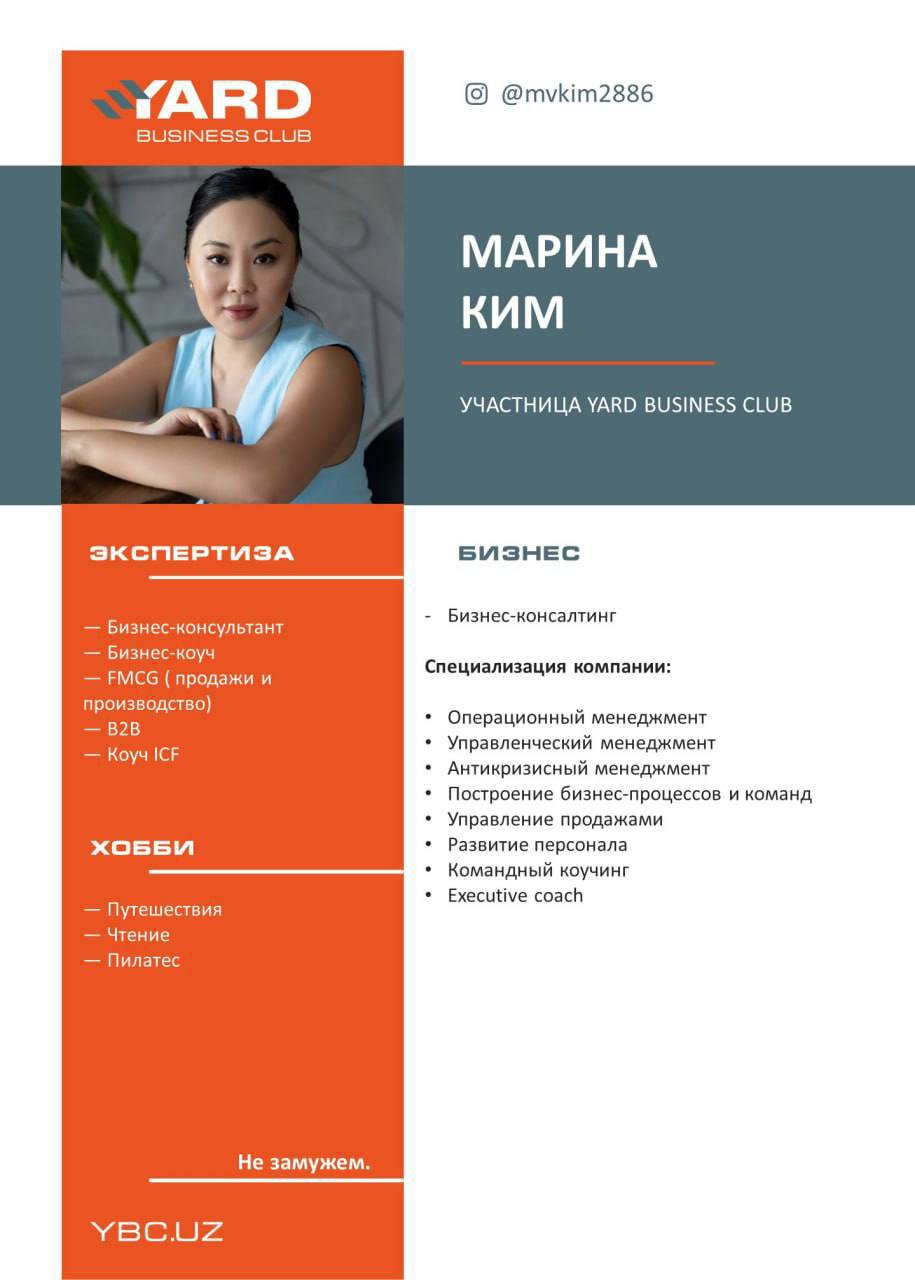 YARD
BUSINESS CLUB
@mvkim2886
МАРИНА
КИМ
УЧАСТНИЦА YARD BUSINESS CLUB
ЭКСПЕРТИЗА
— Бизнес-консультант
— Бизнес-коуч
— FMCG ( продажи и
производство)
— B2B
— Коуч ICF
ХОББИ
— Путешествия
— Чтение
— Пилатес
Не замужем.
YBC.UZ
БИЗНЕС
- Бизнес-консалтинг
Специализация компании:
• Операционный менеджмент
• Управленческий менеджмент
• Антикризисный менеджмент
• Построение бизнес-процессов и команд
• Управление продажами
• Развитие персонала
• Командный коучинг
• Executive coach